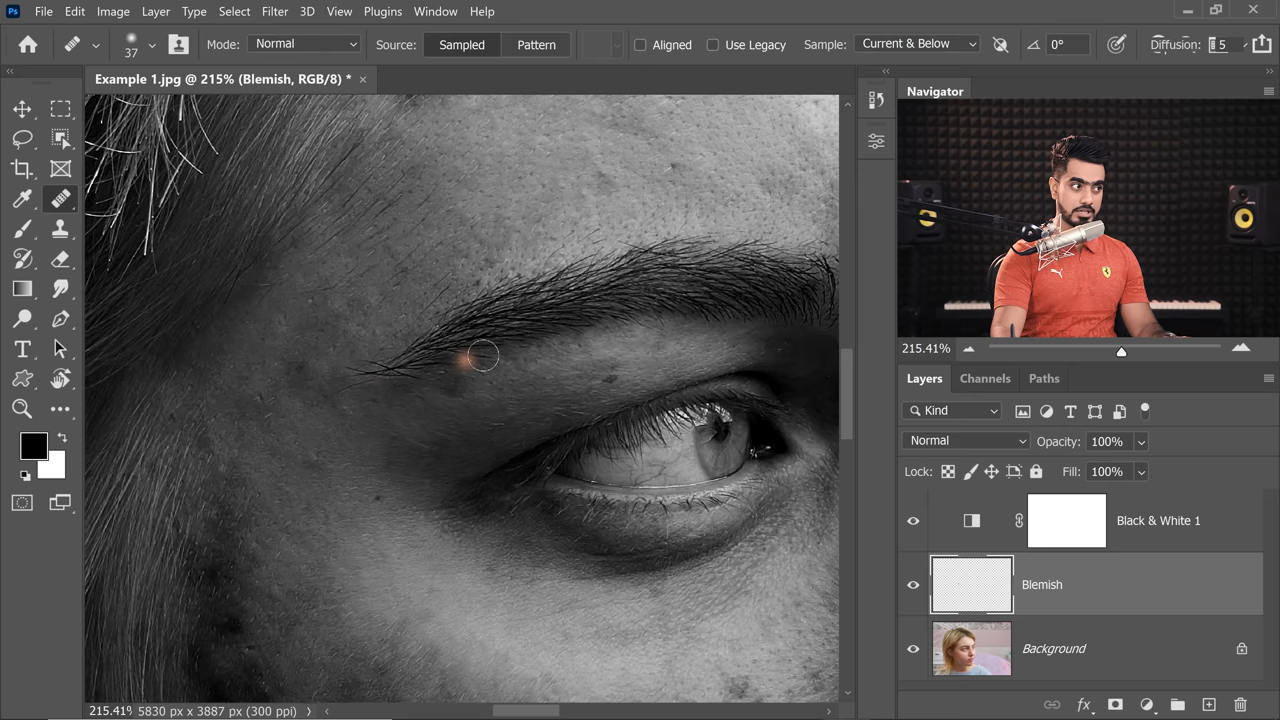 Ps File Edit Image Layer Type Select Filter 3D View Plugins Window Help
37 Mode: Normal Source: Sampled Pattern Aligned Use Legacy Sample: Current & Below 0° Diffusion: 5
Example 1.jpg @ 215% (Blemish, RGB/8) *
Navigator
215.41%
Layers Channels Paths
Kind
Normal Opacity: 100%
Lock: Fill: 100%
Black & White 1
Blemish
Background
fx
215.41% 5830 px x 3887 px (300 ppi)